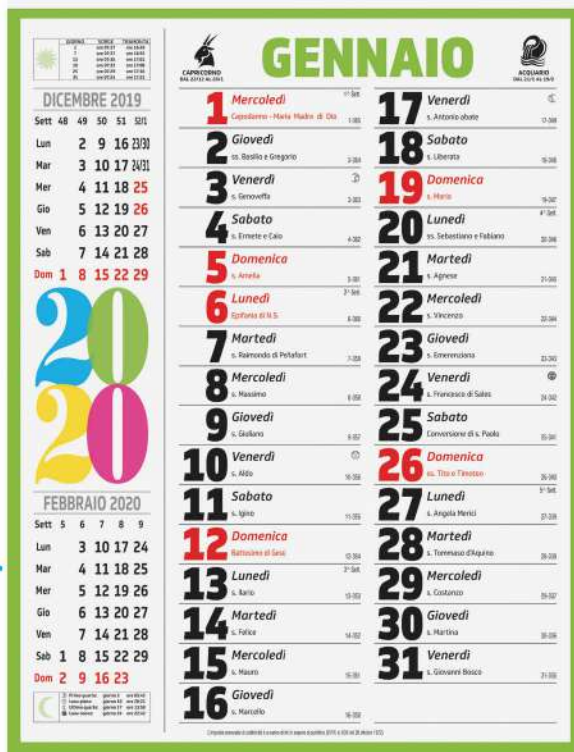 GIORNO SORGE TRAMONTA
CAPRICORNO
GENNAIO
ACQUARIO
DICEMBRE 2019
Sett 48 49 50 51 52/1
Lun 2 9 16 23/30
Mar 3 10 17 24/31
Mer 4 11 18 25
Gio 5 12 19 26
Ven 6 13 20 27
Sab 7 14 21 28
Dom 1 8 15 22 29
2020
FEBBRAIO 2020
Sett 5 6 7 8 9
Lun 3 10 17 24
Mar 4 11 18 25
Mer 5 12 19 26
Gio 6 13 20 27
Ven 7 14 21 28
Sab 1 8 15 22 29
Dom 2 9 16 23
1 Mercoledì
Capodanno - Maria Madre di Dio
2 Giovedì
ss. Basilio e Gregorio
3 Venerdì
s. Genoveffa
4 Sabato
s. Ermete e Caio
5 Domenica
s. Amelia
6 Lunedì
Epifania di N.S.
7 Martedì
s. Raimondo di Peñafort
8 Mercoledì
s. Massimo
9 Giovedì
s. Giuliano
10 Venerdì
s. Aldo
11 Sabato
s. Igino
12 Domenica
Battesimo di Gesù
13 Lunedì
s. Ilario
14 Martedì
s. Felice
15 Mercoledì
s. Mauro
16 Giovedì
s. Marcello
17 Venerdì
s. Antonio abate
18 Sabato
s. Liberata
19 Domenica
s. Mario
20 Lunedì
ss. Sebastiano e Fabiano
21 Martedì
s. Agnese
22 Mercoledì
s. Vincenzo
23 Giovedì
s. Emerenziana
24 Venerdì
s. Francesco di Sales
25 Sabato
Conversione di s. Paolo
26 Domenica
ss. Tito e Timoteo
27 Lunedì
s. Angela Merici
28 Martedì
s. Tommaso d'Aquino
29 Mercoledì
s. Costanzo
30 Giovedì
s. Martina
31 Venerdì
s. Giovanni Bosco